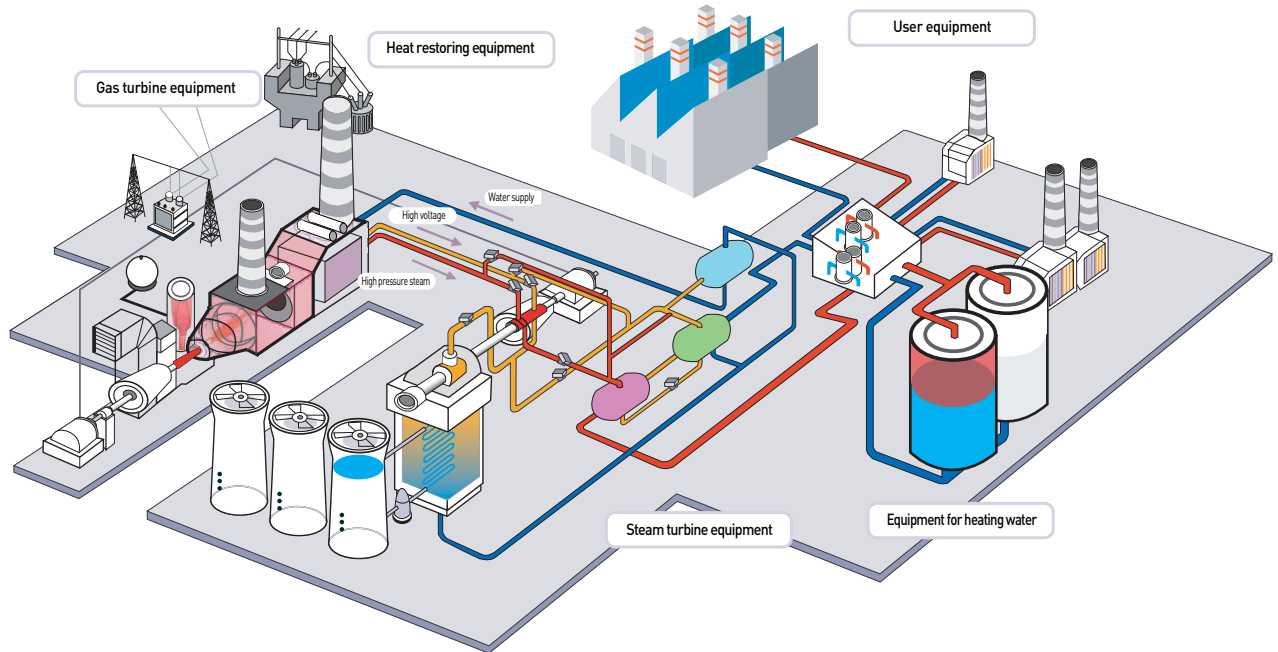 User equipment
Heat restoring equipment
Gas turbine equipment
Water supply
High voltage
High pressure steam
Steam turbine equipment
Equipment for heating water